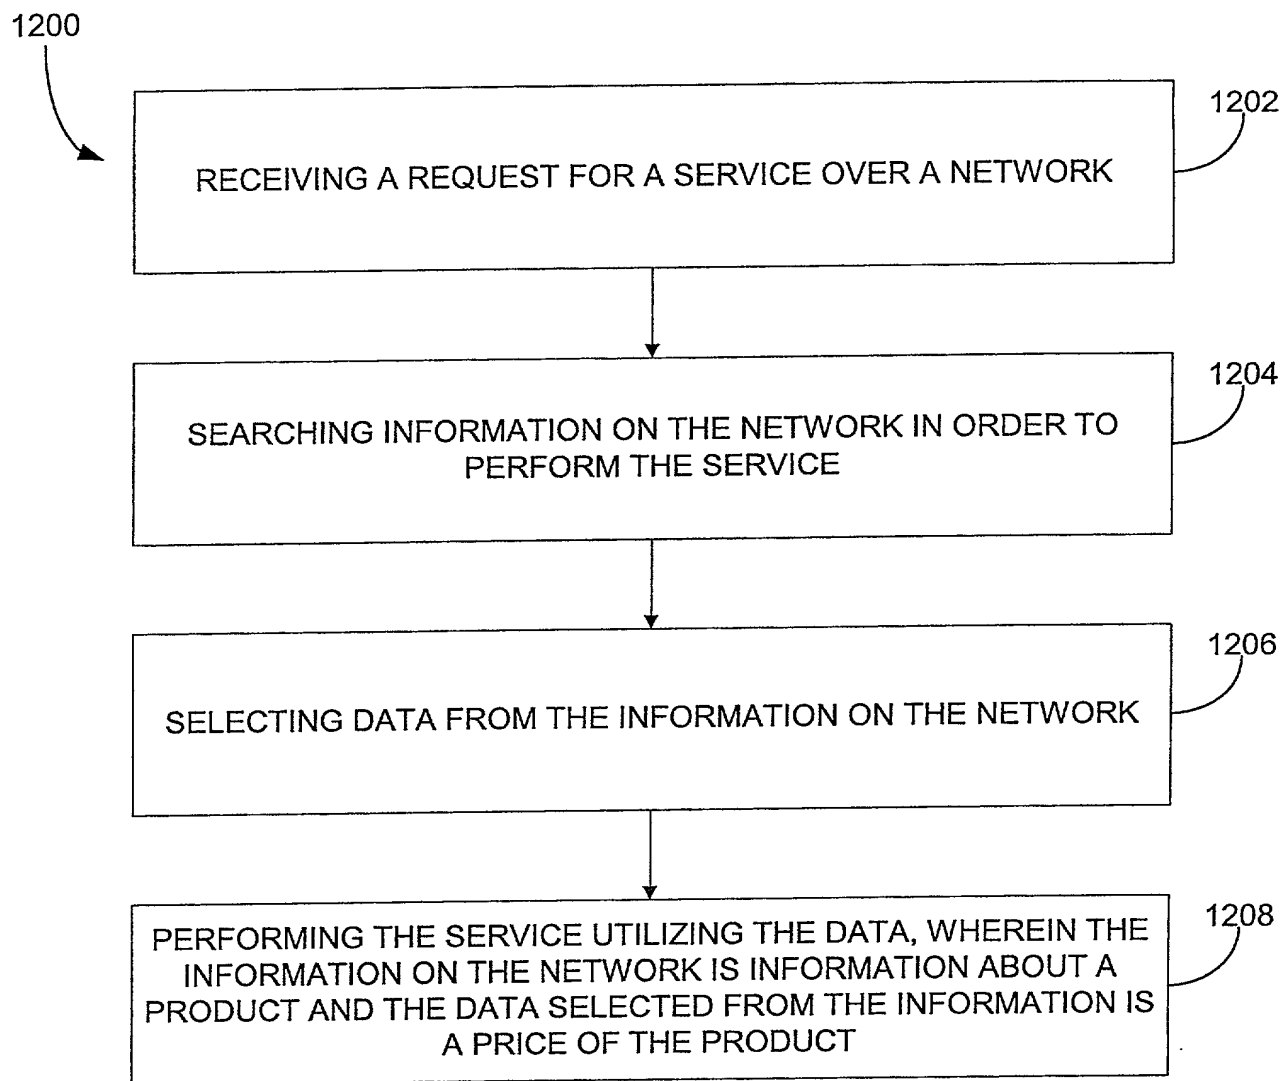 1200
1202
RECEIVING A REQUEST FOR A SERVICE OVER A NETWORK
1204
SEARCHING INFORMATION ON THE NETWORK IN ORDER TO
PERFORM THE SERVICE
1206
SELECTING DATA FROM THE INFORMATION ON THE NETWORK
1208
PERFORMING THE SERVICE UTILIZING THE DATA, WHEREIN THE
INFORMATION ON THE NETWORK IS INFORMATION ABOUT A
PRODUCT AND THE DATA SELECTED FROM THE INFORMATION IS
A PRICE OF THE PRODUCT